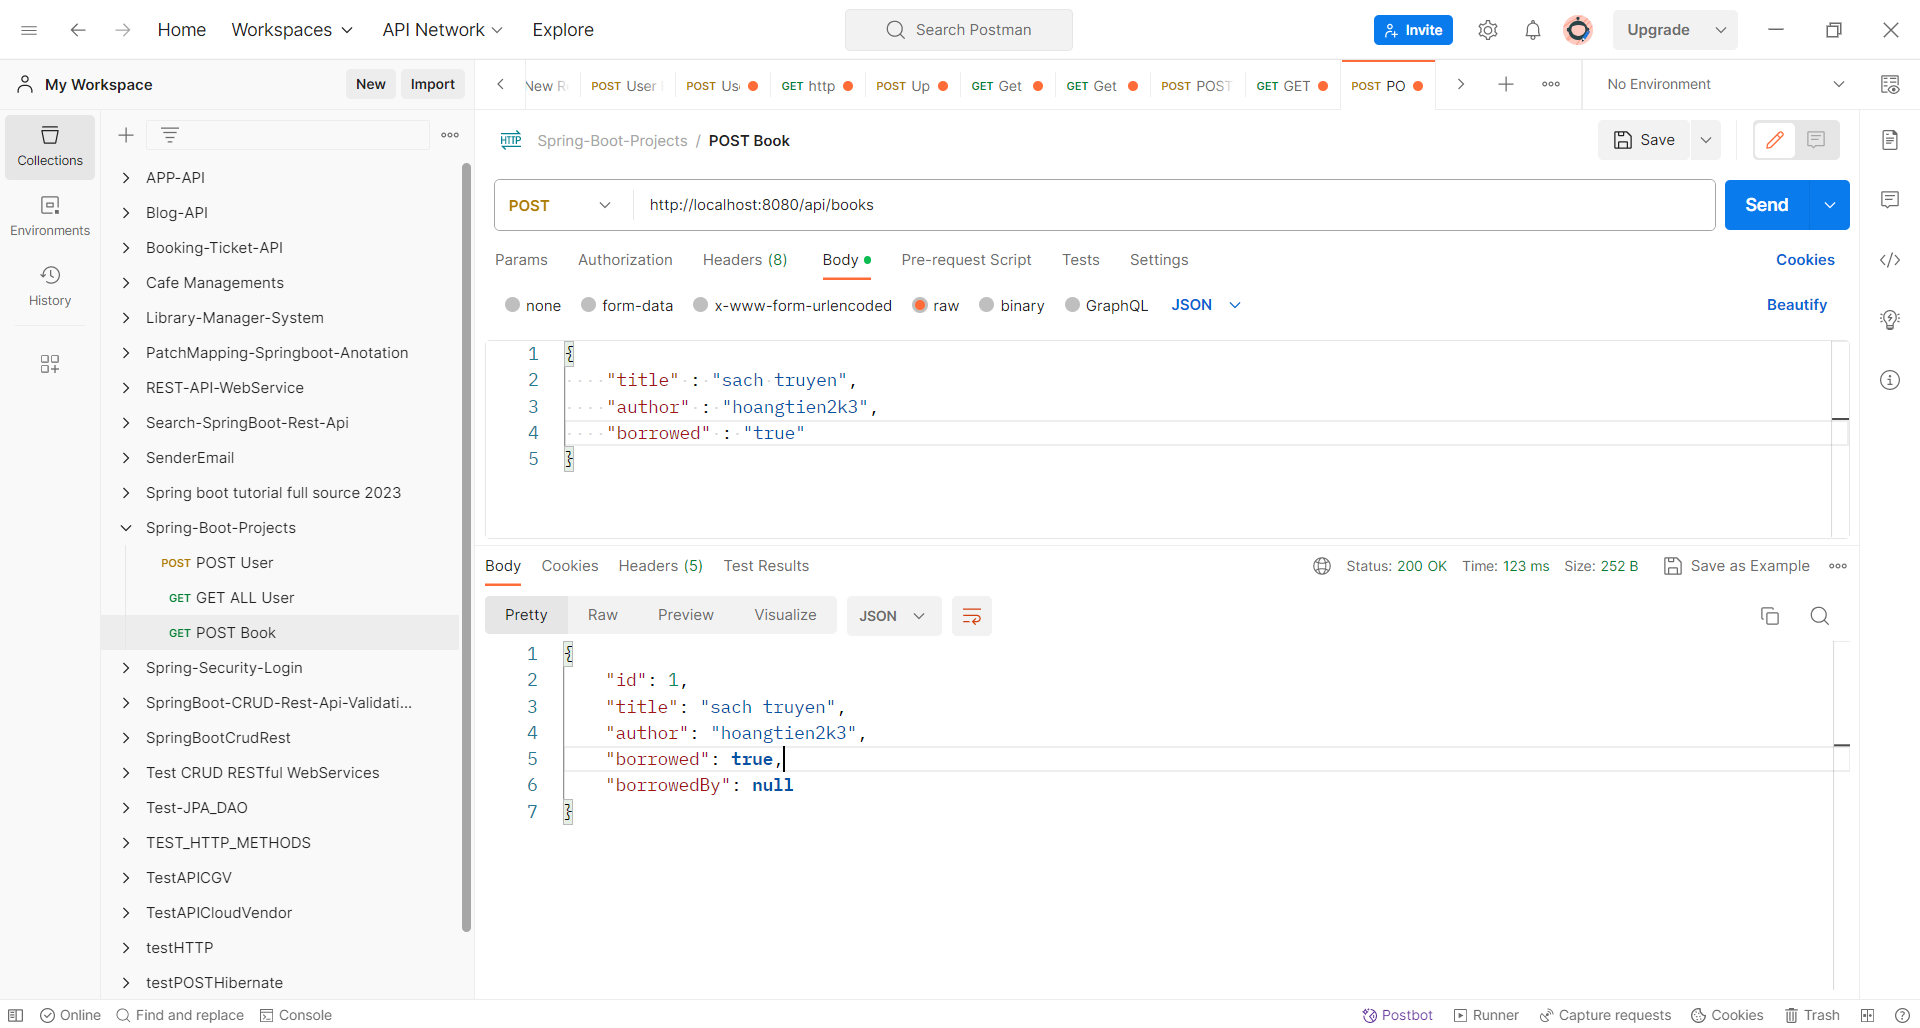 Home Workspaces API Network Explore Search Postman Invite Upgrade
My Workspace New Import
New R POST User POST Us GET http POST Up GET Get GET Get POST POST GET GET POST PO No Environment
Collections
Environments
History
APP-API
Blog-API
Booking-Ticket-API
Cafe Managements
Library-Manager-System
PatchMapping-Springboot-Anotation
REST-API-WebService
Search-SpringBoot-Rest-Api
SenderEmail
Spring boot tutorial full source 2023
Spring-Boot-Projects
POST POST User
GET GET ALL User
GET POST Book
Spring-Security-Login
SpringBoot-CRUD-Rest-Api-Validati...
SpringBootCrudRest
Test CRUD RESTful WebServices
Test-JPA_DAO
TEST_HTTP_METHODS
TestAPICGV
TestAPICloudVendor
testHTTP
testPOSTHibernate
HTTP Spring-Boot-Projects / POST Book Save
POST http://localhost:8080/api/books Send
Params Authorization Headers (8) Body Pre-request Script Tests Settings Cookies
none form-data x-www-form-urlencoded raw binary GraphQL JSON Beautify
1 {
2 "title" : "sach truyen",
3 "author" : "hoangtien2k3",
4 "borrowed" : "true"
5 }
Body Cookies Headers (5) Test Results Status: 200 OK Time: 123 ms Size: 252 B Save as Example
Pretty Raw Preview Visualize JSON
1 {
2 "id": 1,
3 "title": "sach truyen",
4 "author": "hoangtien2k3",
5 "borrowed": true,
6 "borrowedBy": null
7 }
Online Find and replace Console Postbot Runner Capture requests Cookies Trash